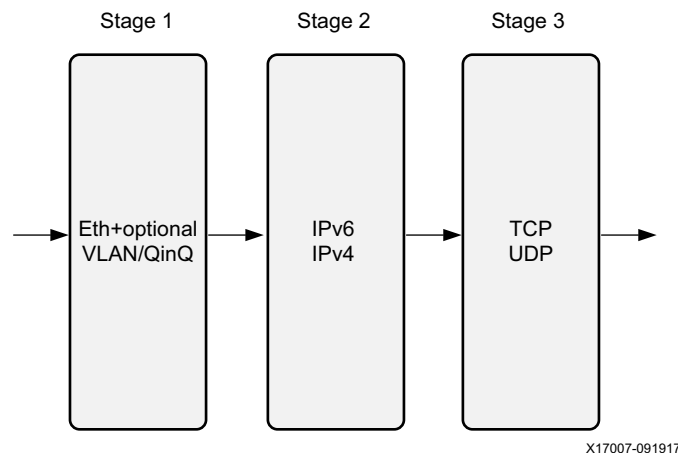 Stage 1
Stage 2
Stage 3
Eth+optional
VLAN/QinQ
IPv6
IPv4
TCP
UDP
X17007-091917